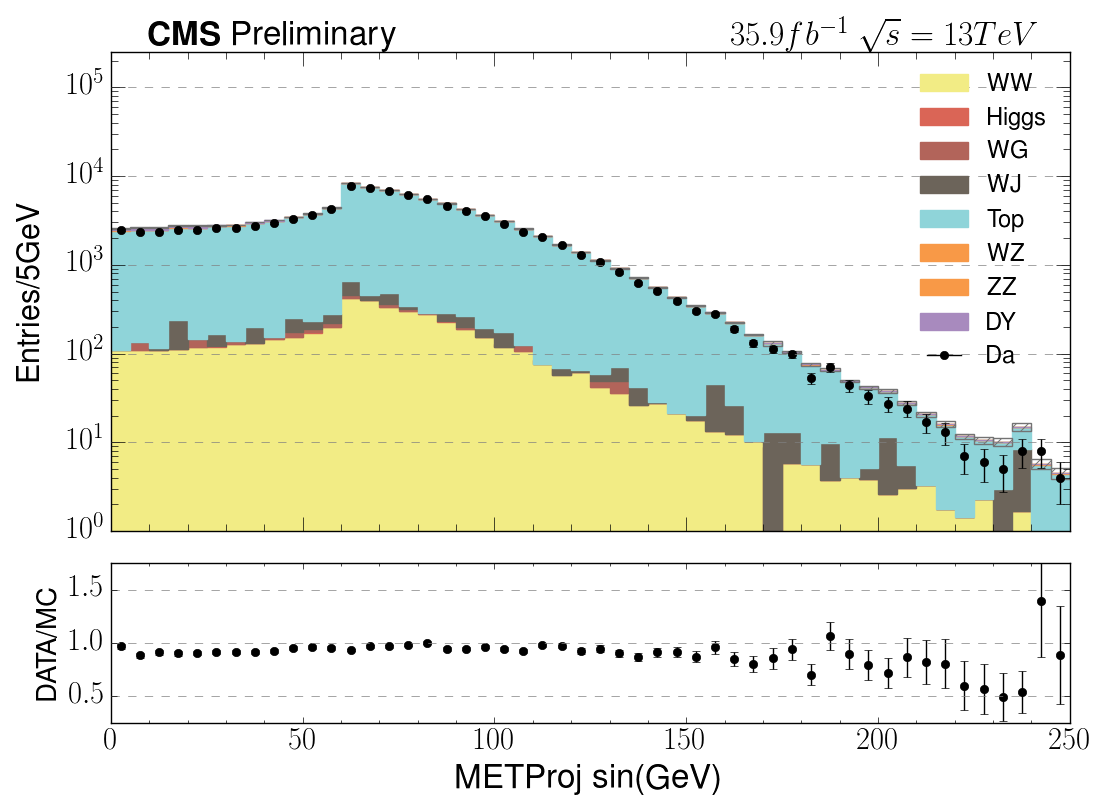 CMS Preliminary 35.9fb⁻¹ √s = 13TeV
10⁵
10⁴
10³
10²
10¹
10⁰
Entries/5GeV
WW
Higgs
WG
WJ
Top
WZ
ZZ
DY
Da
1.5
1.0
0.5
DATA/MC
0 50 100 150 200 250
METProj sin(GeV)